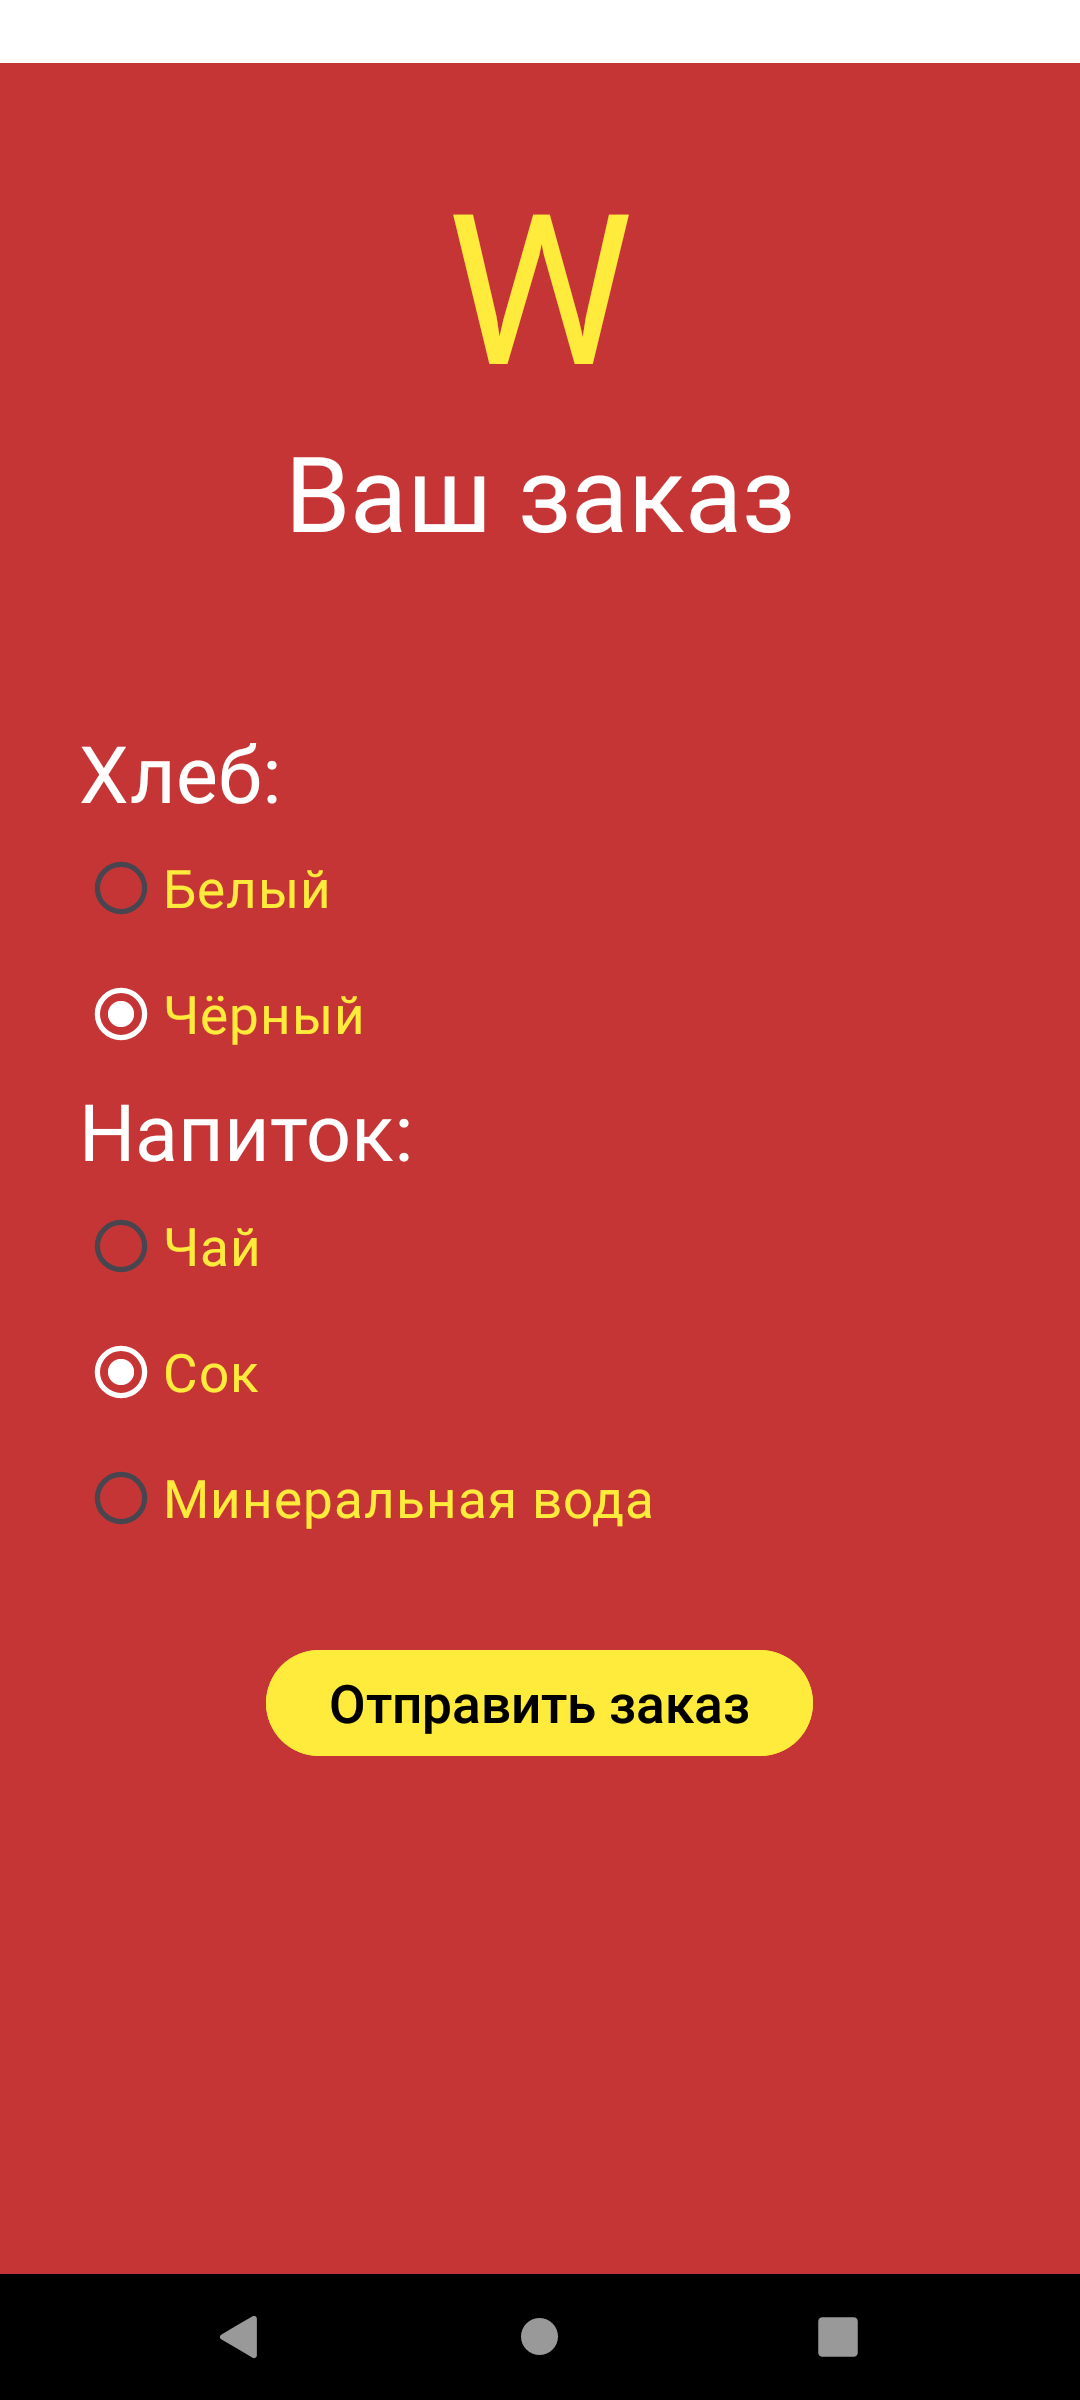 W
Ваш заказ
Хлеб:
Белый
Чёрный
Напиток:
Чай
Сок
Минеральная вода
Отправить заказ